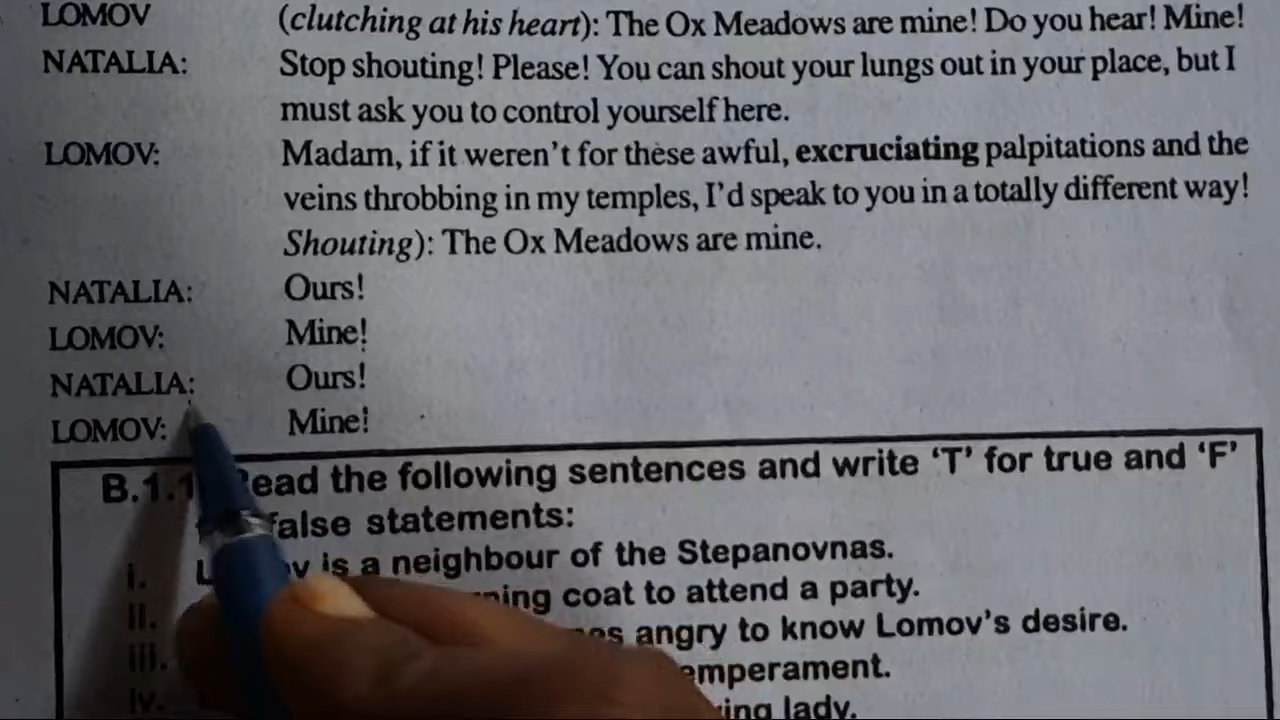 LOMOV (clutching at his heart): The Ox Meadows are mine! Do you hear! Mine!
NATALIA: Stop shouting! Please! You can shout your lungs out in your place, but I
must ask you to control yourself here.
LOMOV: Madam, if it weren't for these awful, excruciating palpitations and the
veins throbbing in my temples, I'd speak to you in a totally different way!
Shouting): The Ox Meadows are mine.
NATALIA: Ours!
LOMOV: Mine!
NATALIA: Ours!
LOMOV: Mine!
B.1.1 the following sentences and write 'T' for true and 'F'
false statements:
i. is a neighbour of the Stepanovnas.
ii. coat to attend a party.
iii. angry to know Lomov's desire.
iv.
lady.